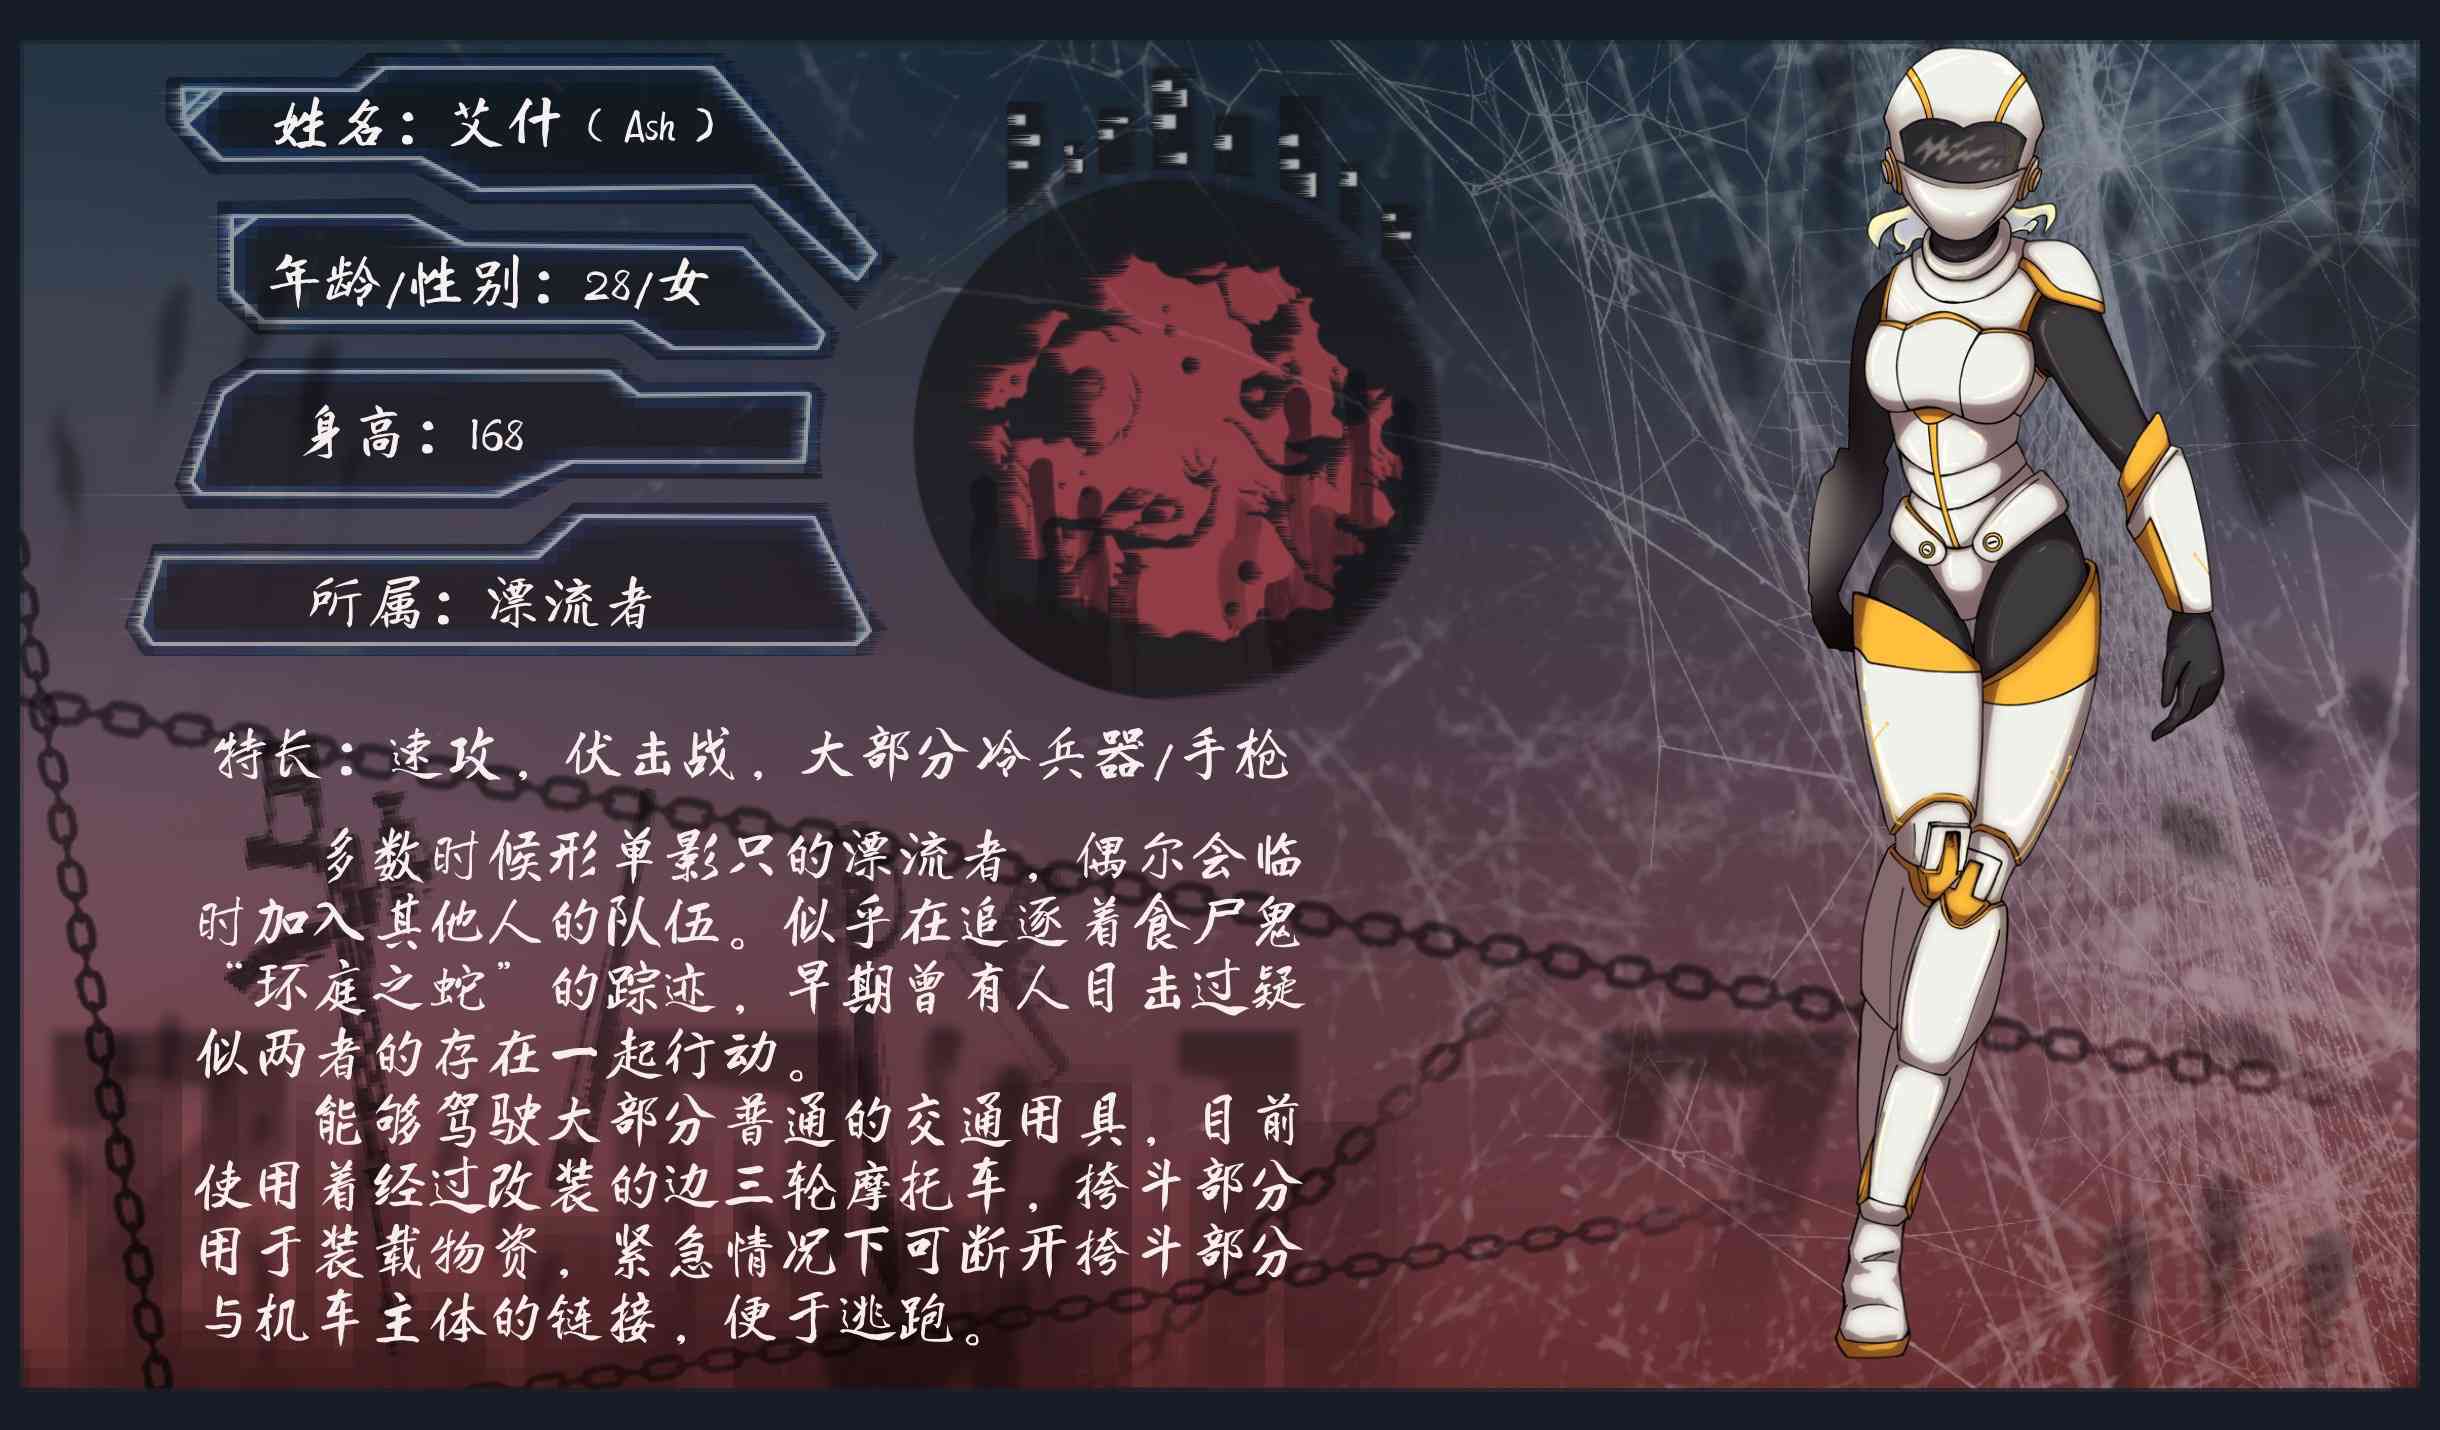 姓名：艾什（Ash）
年龄/性别：28/女
身高：168
所属：漂流者
特长：速攻，伏击战，大部分冷兵器/手枪
多数时候形单影只的漂流者，偶尔会临
时加入其他人的队伍。似乎在追逐着食尸鬼
“环庭之蛇”的踪迹，早期曾有人目击过疑
似两者的存在一起行动。
能够驾驶大部分普通的交通用具，目前
使用着经过改装的边三轮摩托车，挎斗部分
用于装载物资，紧急情况下可断开挎斗部分
与机车主体的链接，便于逃跑。